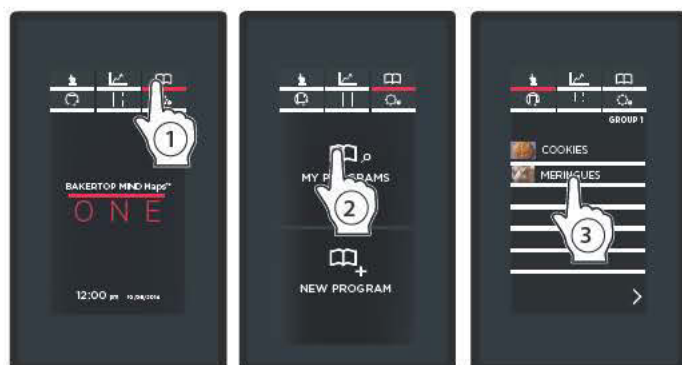 1
BAKERTOP MIND Maps™
ONE
12:00 pm
MY PROGRAMS
2
NEW PROGRAM
GROUP 1
COOKIES
MERINGUES
3